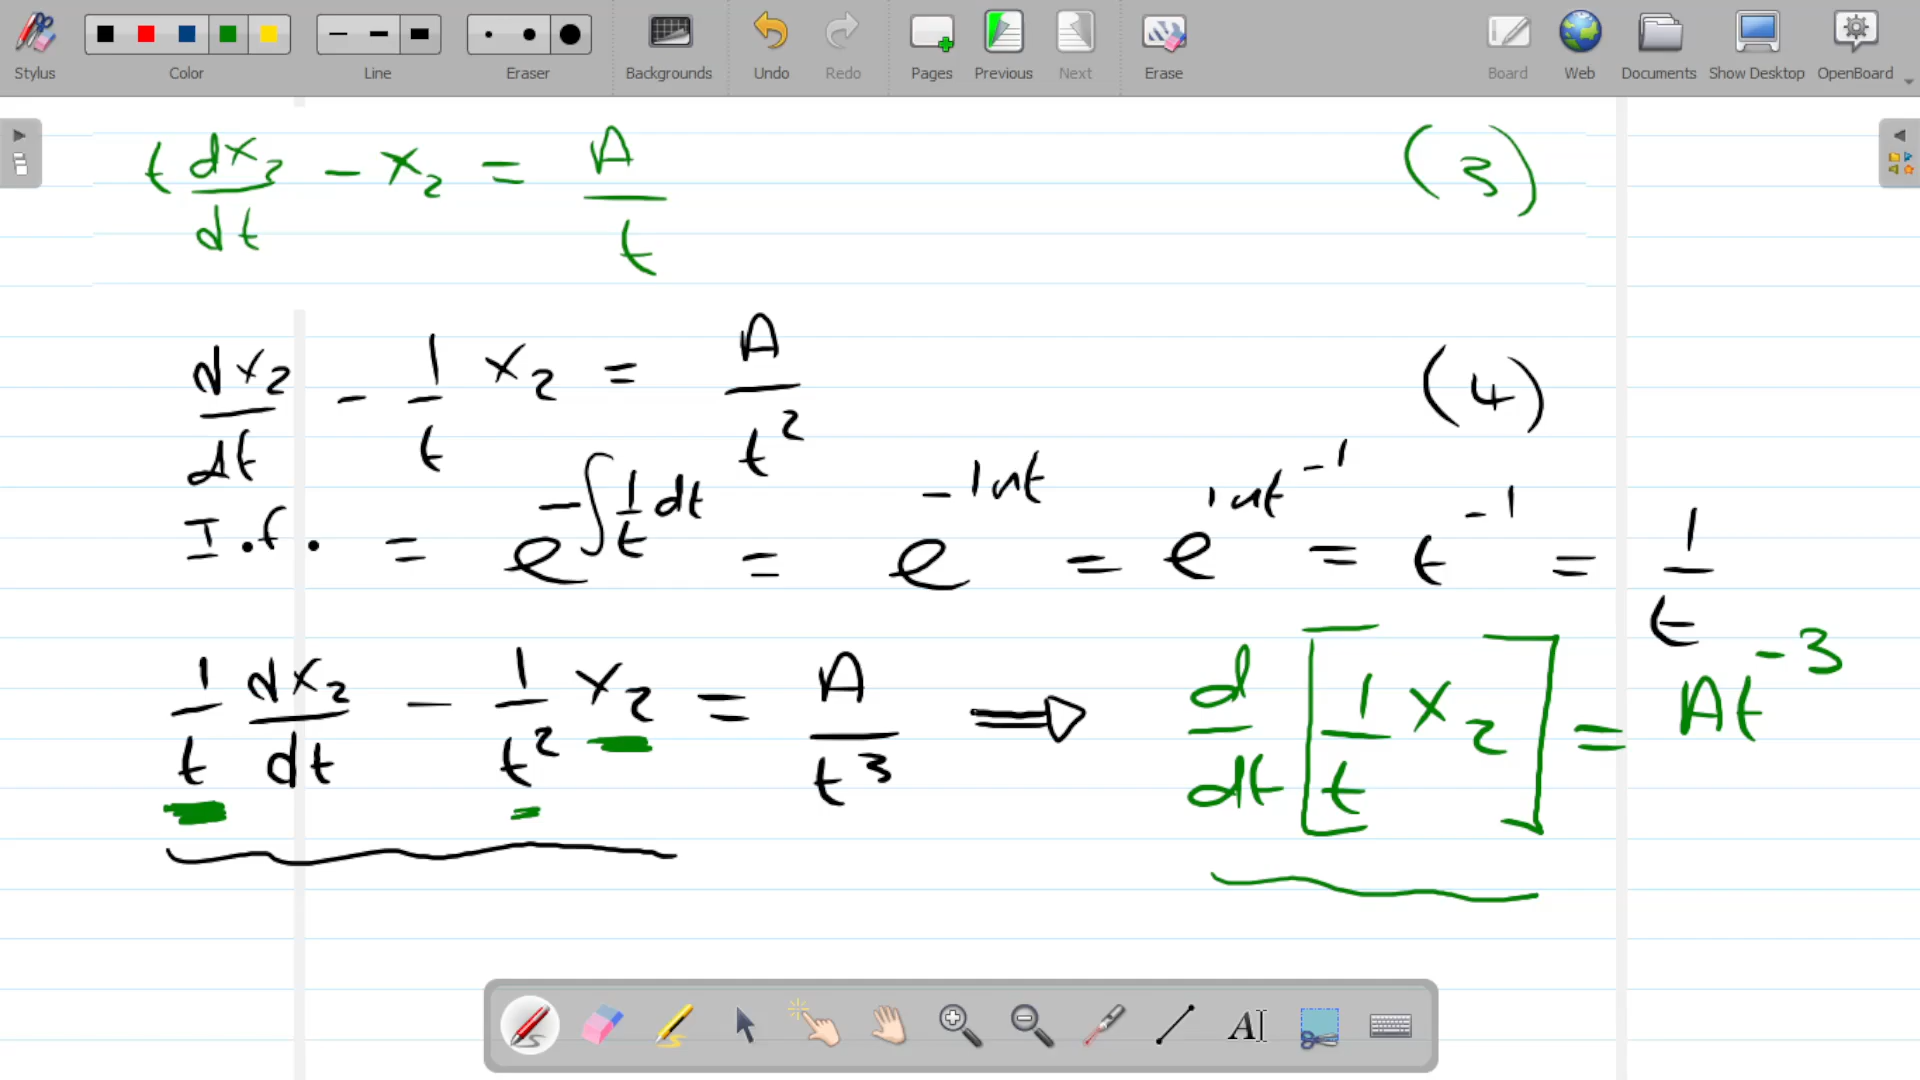 Stylus Color Line Eraser Backgrounds Undo Redo Pages Previous Next Erase Board Web Documents Show Desktop OpenBoard
t dx₂/dt - x₂ = A/t (3)
dx₂/dt - 1/t x₂ = A/t² (4)
I.f. = e^(-∫1/t dt) = e^(-lnt) = e^(lnt⁻¹) = t⁻¹ = 1/t
1/t dx₂/dt - 1/t² x₂ = A/t³ ⟹ d/dt [1/t x₂] = At⁻³